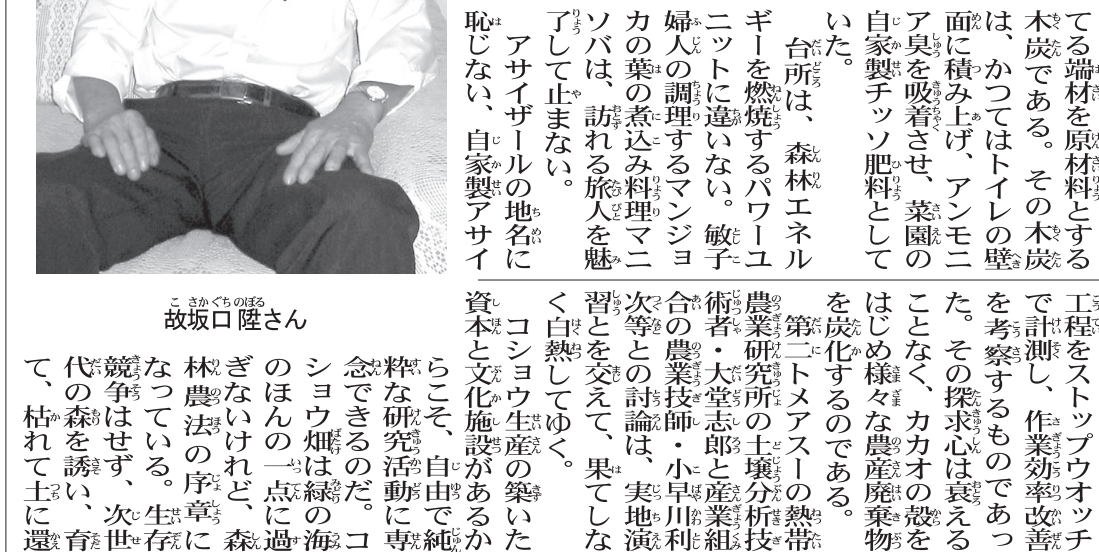 てる端材を原材料とする
木炭である。その木炭
は、かつてはトイレの壁
面に積み上げ、アンモニ
ア臭を吸着させ、菜園の
自家製チッソ肥料として
いた。
台所は、森林エネル
ギーを燃焼するパワーユ
ニットに違いない。敏子
婦人の調理するマンジョ
カの葉の煮込み料理マニ
ソバは、訪れる旅人を魅
了して止まない。
アサイザールの地名に
恥じない、自家製アサイ
工程をストップウオッチ
で計測し、作業効率改善
を考察するものであっ
た。その探求心は衰える
ことなく、カカオの殻を
はじめ様々な農産廃棄物
を炭化するのである。
第二トメアスーの熱帯
農業研究所の土壌分析技
術者・大堂志郎と産業組
合の農業技師・小早川利
次等との討論は、実地演
習とを交えて、果てしな
く白熱してゆく。
コショウ生産の築いた
資本と文化施設があるか
らこそ、自由で純
粋な研究活動に専
念できるのだ。コ
ショウ畑は緑の海
のほんの一点に過
ぎないけれど、森
林農法の序章に
なっている。生存
競争はせず、次世
代の森を誘い、育
て、枯れて土に還
故坂口陞さん